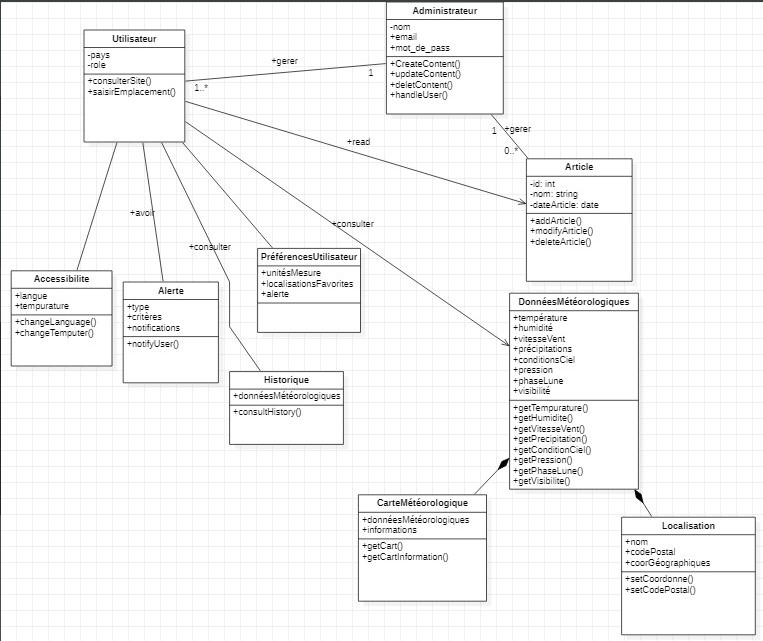 Administrateur
-nom
+email
+mot_de_pass
+CreateContent()
+updateContent()
+deletContent()
+handleUser()
Utilisateur
-pays
-role
+consulterSite()
+saisirEmplacement()
+gerer
1
1..*
1
+gerer
0..*
+read
Article
-id: int
-nom: string
-dateArticle: date
+addArticle()
+modifyArticle()
+deleteArticle()
+avoir
+consulter
+consulter
PréférencesUtilisateur
+unitésMesure
+localisationsFavorites
+alerte
Accessibilite
+langue
+tempurature
+changeLanguage()
+changeTemputer()
Alerte
+type
+critères
+notifications
+notifyUser()
DonnéesMétéorologiques
+température
+humidité
+vitesseVent
+précipitations
+conditionsCiel
+pression
+phaseLune
+visibilité
+getTempurature()
+getHumidite()
+getVitesseVent()
+getPrecipitation()
+getConditionCiel()
+getPression()
+getPhaseLune()
+getVisibilite()
Historique
+donnéesMétéorologiques
+consultHistory()
CarteMétéorologique
+donnéesMétéorologiques
+informations
+getCart()
+getCartInformation()
Localisation
+nom
+codePostal
+coorGéographiques
+setCoordonne()
+setCodePostal()